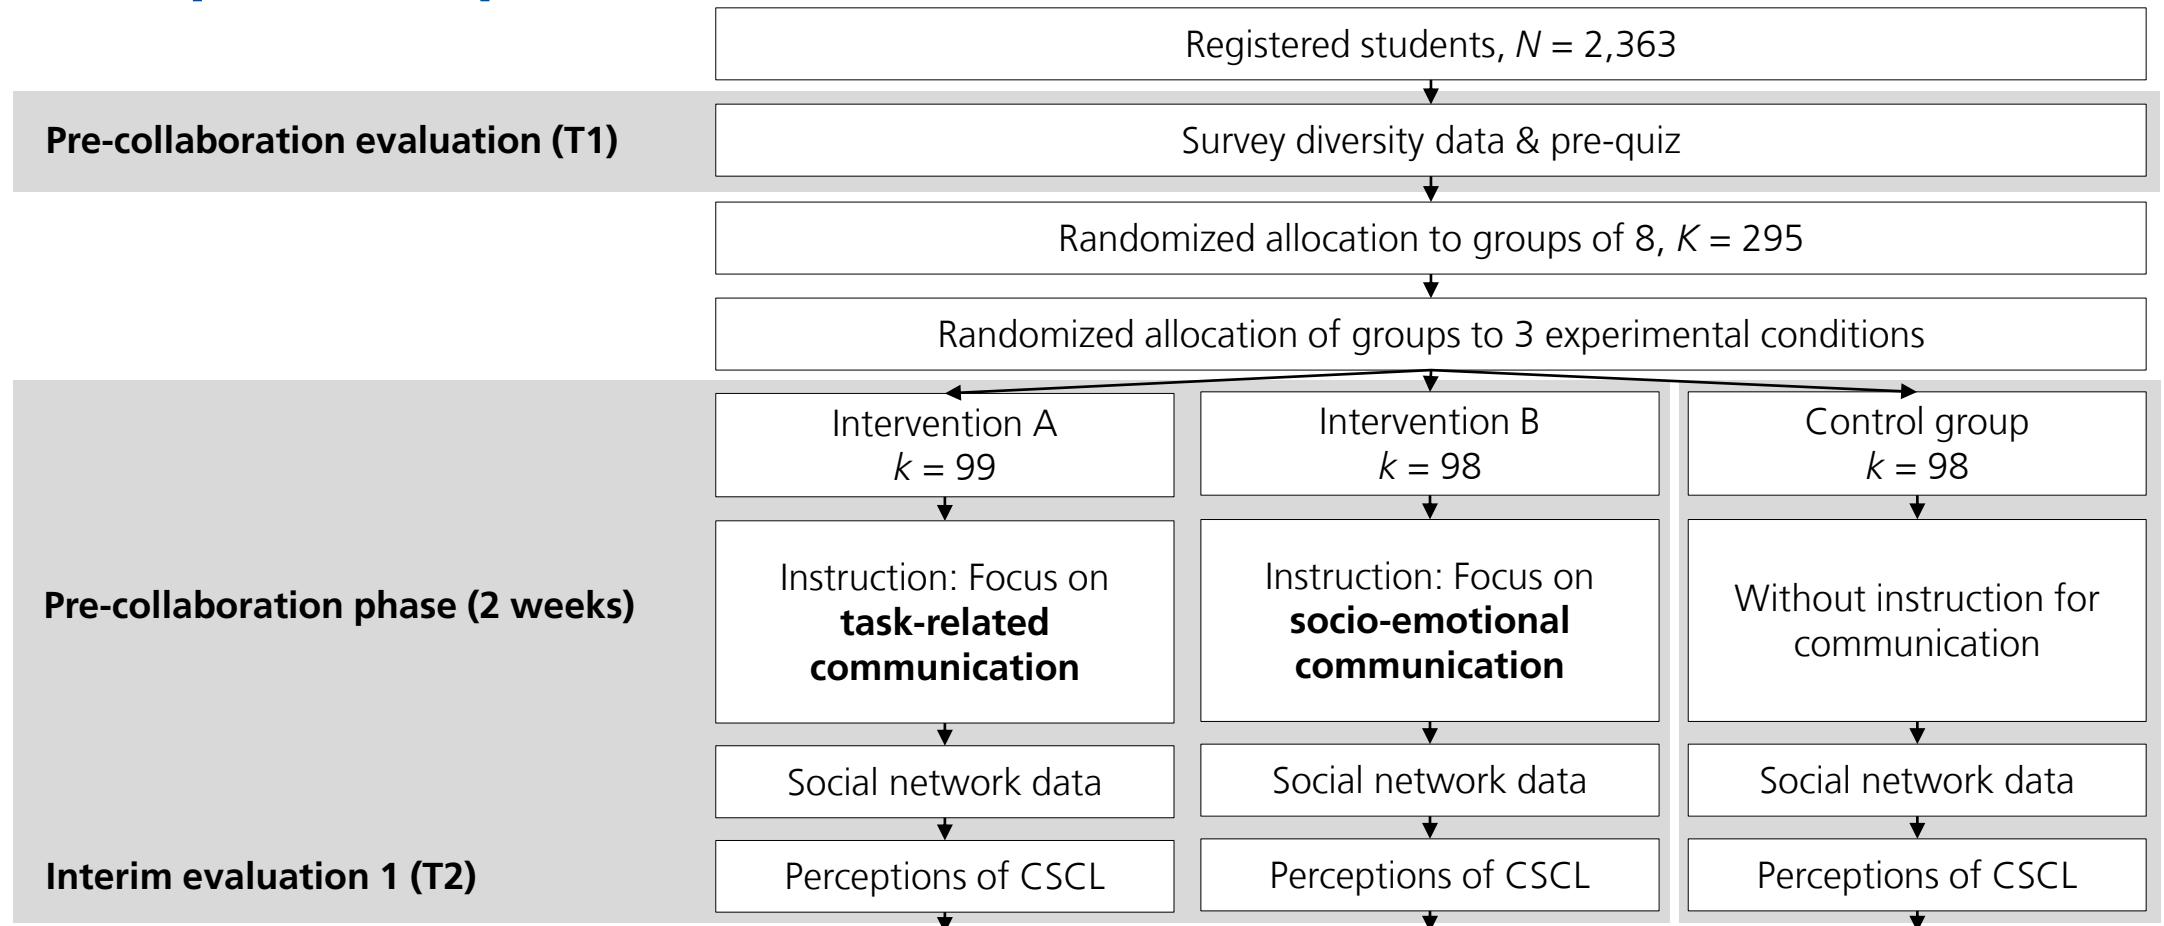 Registered students, N = 2,363
Pre-collaboration evaluation (T1)
Survey diversity data & pre-quiz
Randomized allocation to groups of 8, K = 295
Randomized allocation of groups to 3 experimental conditions
Intervention A
k = 99
Intervention B
k = 98
Control group
k = 98
Pre-collaboration phase (2 weeks)
Instruction: Focus on
task-related
communication
Instruction: Focus on
socio-emotional
communication
Without instruction for
communication
Social network data
Social network data
Social network data
Interim evaluation 1 (T2)
Perceptions of CSCL
Perceptions of CSCL
Perceptions of CSCL